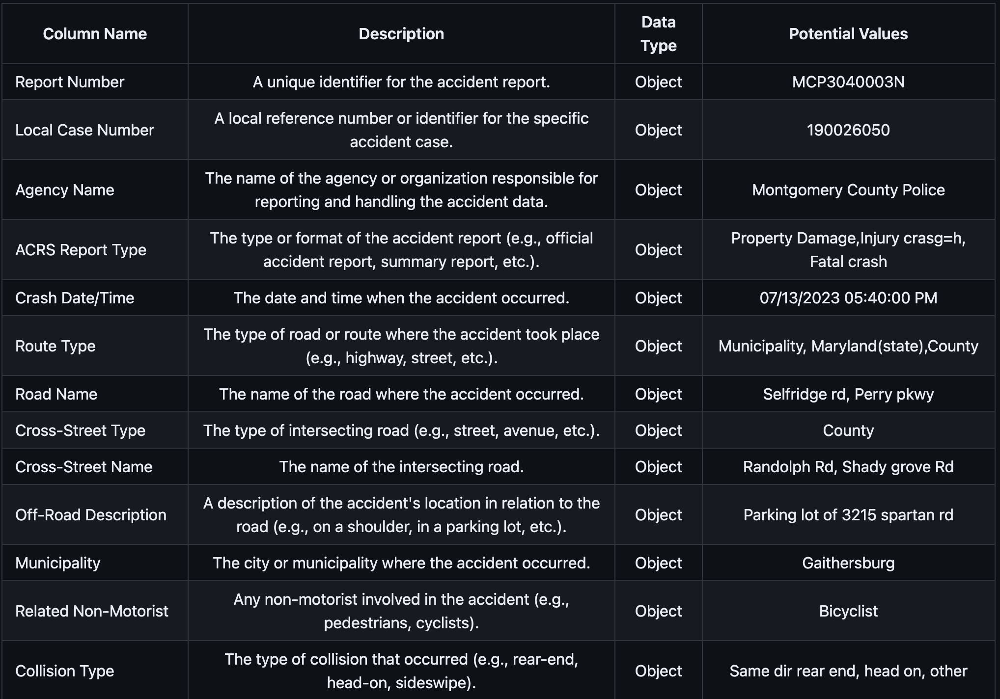 Column Name
Description
Data
Type
Potential Values
Report Number
A unique identifier for the accident report.
Object
MCP3040003N
Local Case Number
A local reference number or identifier for the specific
accident case.
Object
190026050
Agency Name
The name of the agency or organization responsible for
reporting and handling the accident data.
Object
Montgomery County Police
ACRS Report Type
The type or format of the accident report (e.g., official
accident report, summary report, etc.).
Object
Property Damage,Injury crasg=h,
Fatal crash
Crash Date/Time
The date and time when the accident occurred.
Object
07/13/2023 05:40:00 PM
Route Type
The type of road or route where the accident took place
(e.g., highway, street, etc.).
Object
Municipality, Maryland(state),County
Road Name
The name of the road where the accident occurred.
Object
Selfridge rd, Perry pkwy
Cross-Street Type
The type of intersecting road (e.g., street, avenue, etc.).
Object
County
Cross-Street Name
The name of the intersecting road.
Object
Randolph Rd, Shady grove Rd
Off-Road Description
A description of the accident's location in relation to the
road (e.g., on a shoulder, in a parking lot, etc.).
Object
Parking lot of 3215 spartan rd
Municipality
The city or municipality where the accident occurred.
Object
Gaithersburg
Related Non-Motorist
Any non-motorist involved in the accident (e.g.,
pedestrians, cyclists).
Object
Bicyclist
Collision Type
The type of collision that occurred (e.g., rear-end,
head-on, sideswipe).
Object
Same dir rear end, head on, other